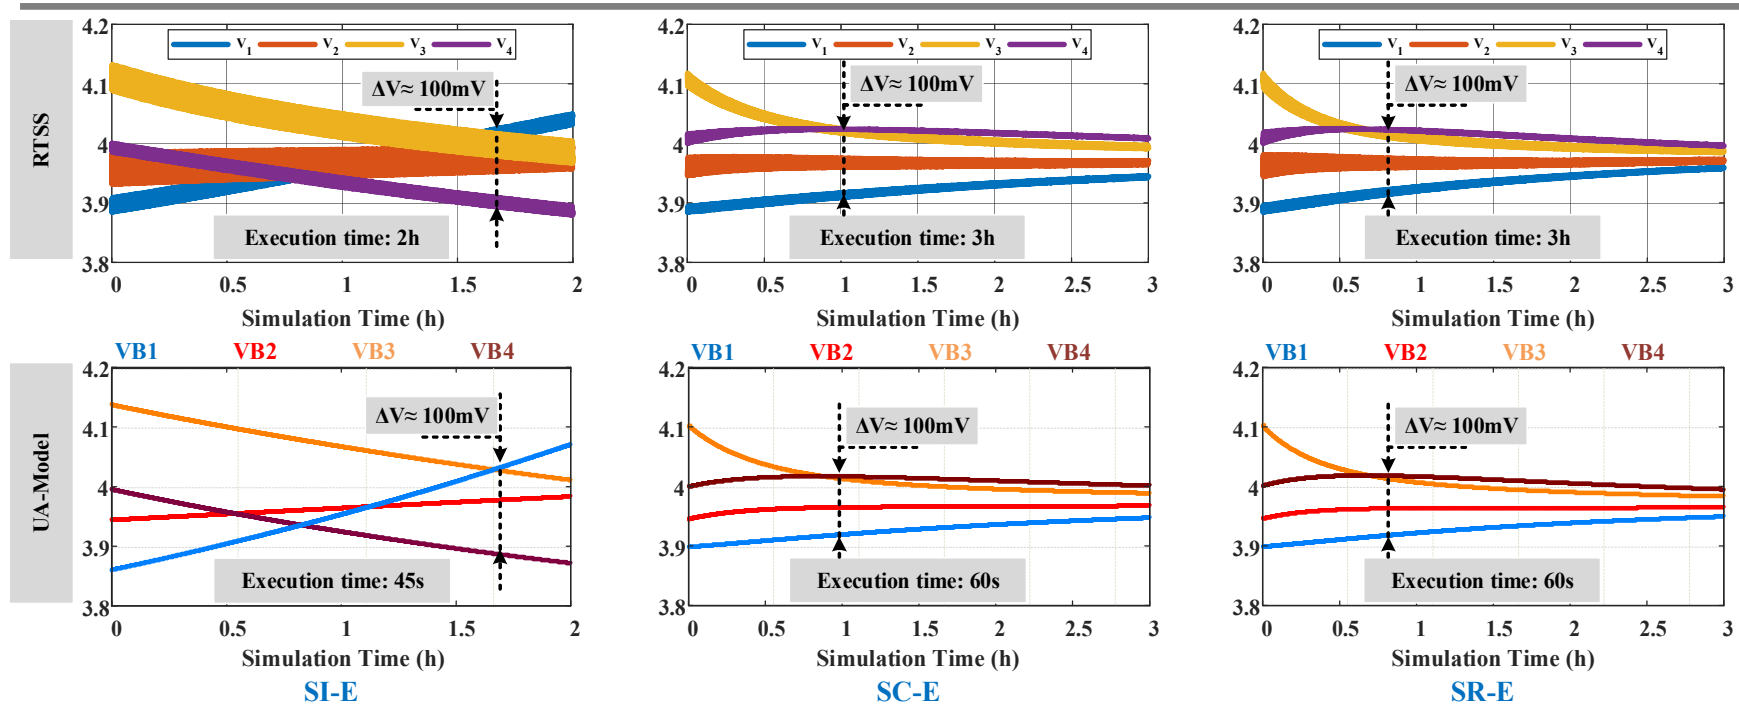 RTSS
4.2
4.1
4
3.9
3.8
V1 V2 V3 V4
ΔV≈ 100mV
Execution time: 2h
0 0.5 1 1.5 2
Simulation Time (h)
4.2
4.1
4
3.9
3.8
V1 V2 V3 V4
ΔV≈ 100mV
Execution time: 3h
0 0.5 1 1.5 2 2.5 3
Simulation Time (h)
4.2
4.1
4
3.9
3.8
V1 V2 V3 V4
ΔV≈ 100mV
Execution time: 3h
0 0.5 1 1.5 2 2.5 3
Simulation Time (h)
UA-Model
VB1 VB2 VB3 VB4
4.2
4.1
4
3.9
3.8
ΔV≈ 100mV
Execution time: 45s
0 0.5 1 1.5 2
Simulation Time (h)
SI-E
VB1 VB2 VB3 VB4
4.2
4.1
4
3.9
3.8
ΔV≈ 100mV
Execution time: 60s
0 0.5 1 1.5 2 2.5 3
Simulation Time (h)
SC-E
VB1 VB2 VB3 VB4
4.2
4.1
4
3.9
3.8
ΔV≈ 100mV
Execution time: 60s
0 0.5 1 1.5 2 2.5 3
Simulation Time (h)
SR-E